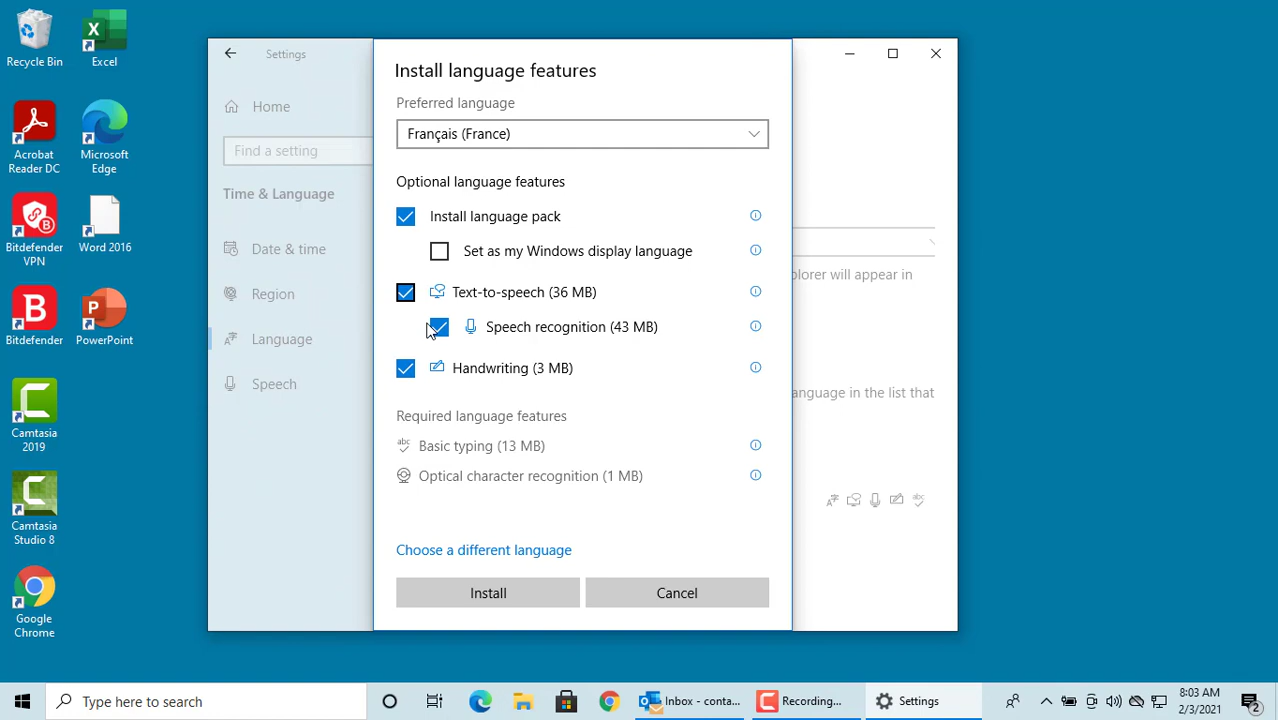 Recycle Bin
Excel
Acrobat
Reader DC
Microsoft
Edge
Bitdefender
VPN
Word 2016
Bitdefender
PowerPoint
Camtasia
2019
Camtasia
Studio 8
Google
Chrome
Settings
Home
Find a setting
Time & Language
Date & time
Region
Language
Speech
Install language features
Preferred language
Français (France)
Optional language features
Install language pack
Set as my Windows display language
Text-to-speech (36 MB)
Speech recognition (43 MB)
Handwriting (3 MB)
Required language features
abc
Basic typing (13 MB)
Optical character recognition (1 MB)
Choose a different language
Install
Cancel
plorer will appear in
anguage in the list that
abc
Type here to search
Inbox - conta...
Recording...
Settings
8:03 AM
2/3/2021
2